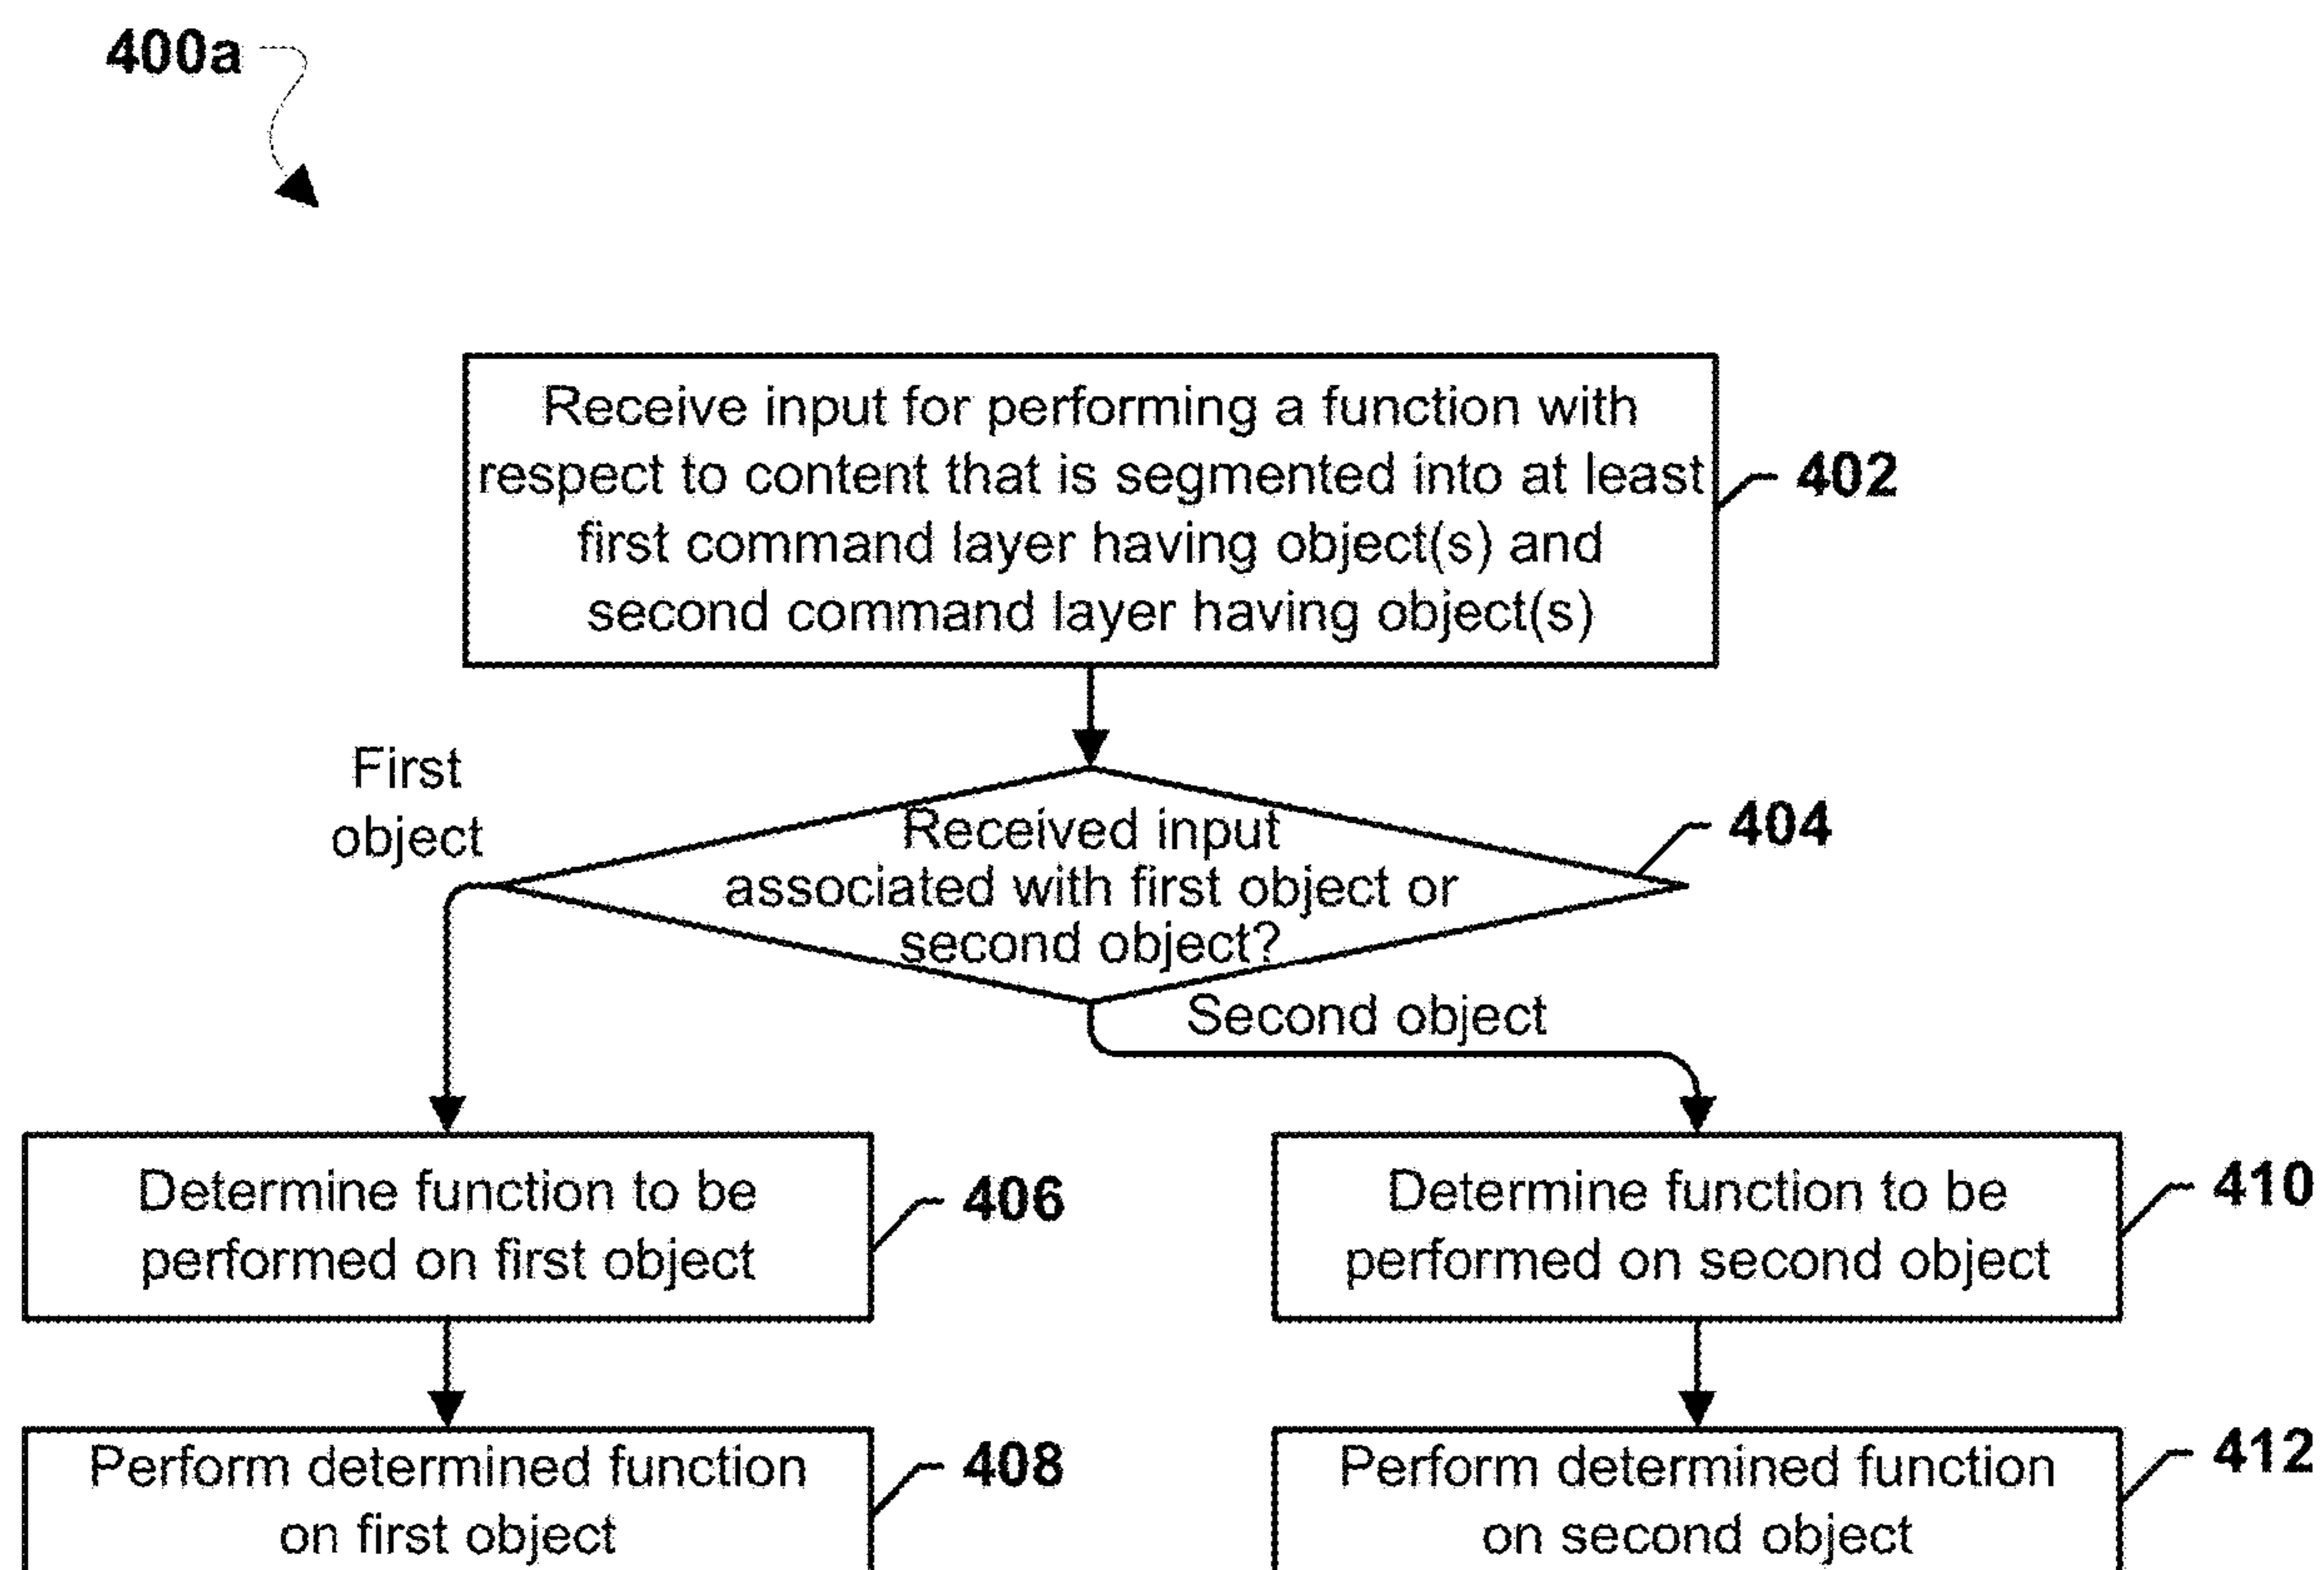 400a
Receive input for performing a function with
respect to content that is segmented into at least
first command layer having object(s) and
second command layer having object(s)
402
First
object
Received input
associated with first object or
second object?
404
Second object
Determine function to be
performed on first object
406
Determine function to be
performed on second object
410
Perform determined function
on first object
408
Perform determined function
on second object
412